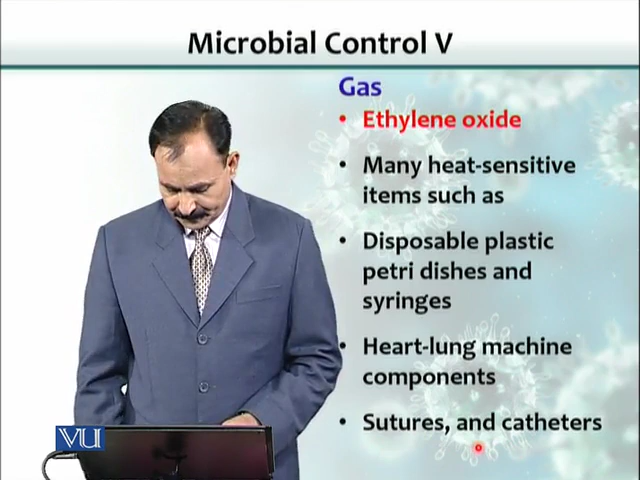 Microbial Control V
Gas
• Ethylene oxide
• Many heat-sensitive
items such as
• Disposable plastic
petri dishes and
syringes
• Heart-lung machine
components
• Sutures, and catheters
VU